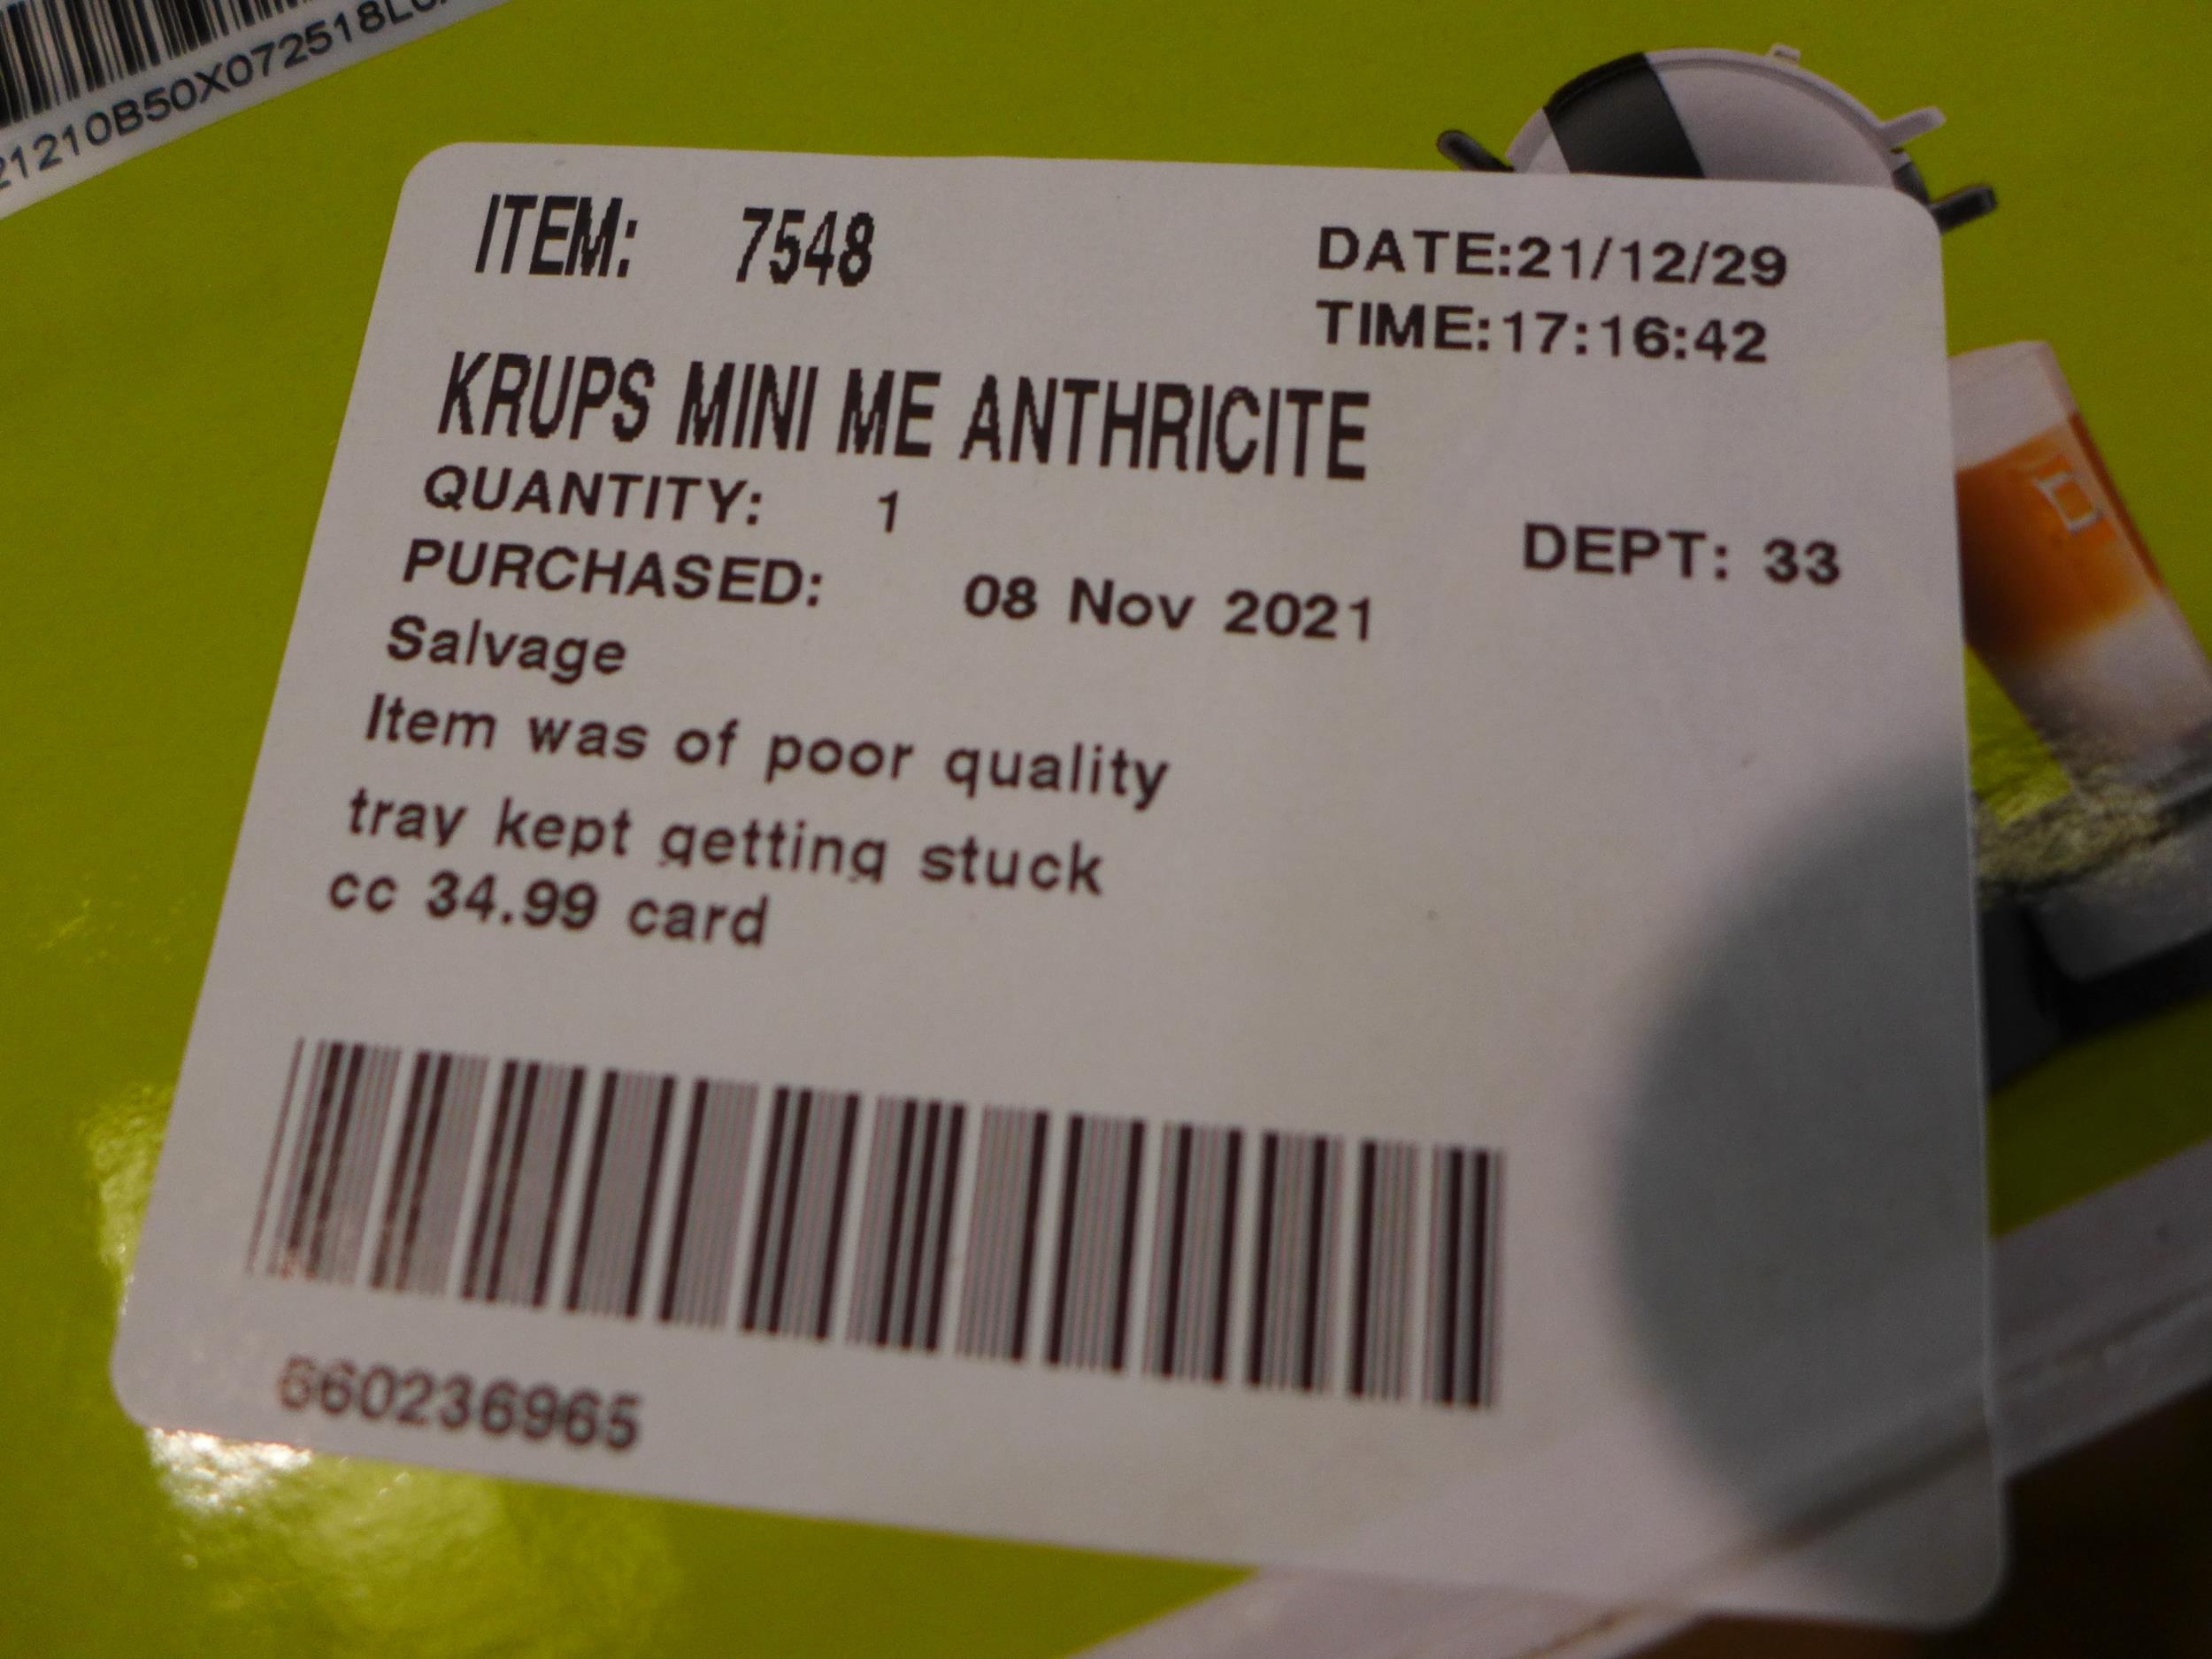 21210B50X072518L
ITEM: 7548
DATE:21/12/29
TIME:17:16:42
KRUPS MINI ME ANTHRICITE
QUANTITY: 1
DEPT: 33
PURCHASED: 08 Nov 2021
Salvage
Item was of poor quality
tray kept getting stuck
cc 34.99 card
660236965